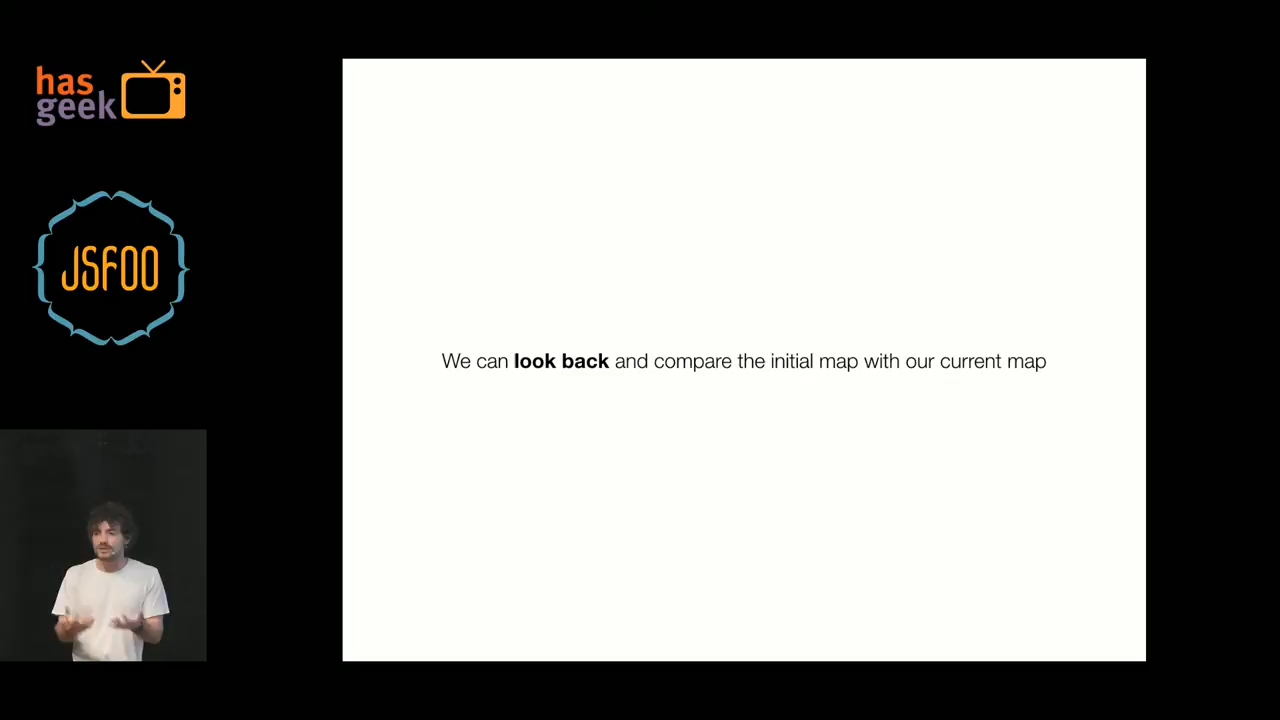 has
geek
JSFOO
We can look back and compare the initial map with our current map